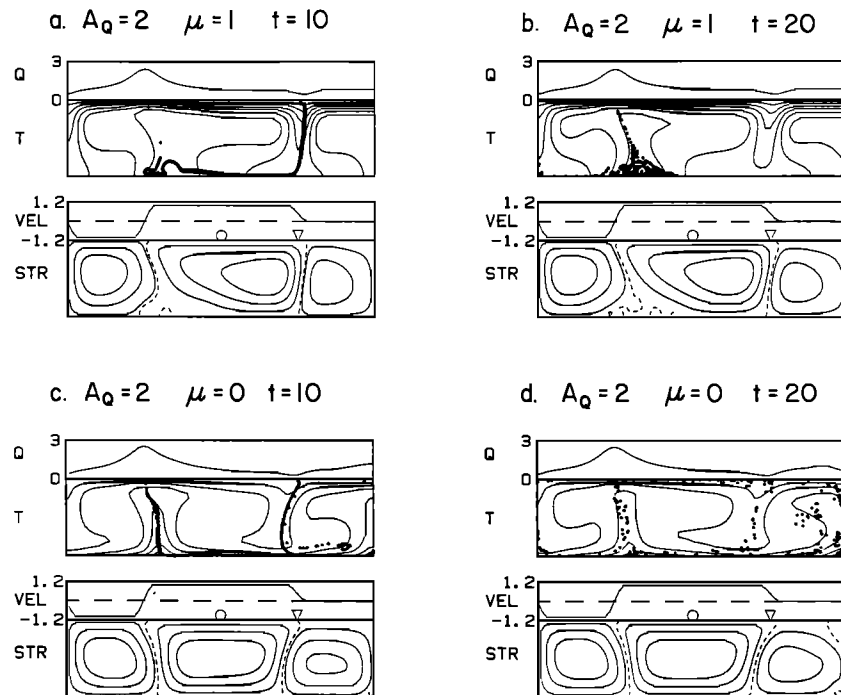 a. A_Q = 2 μ = 1 t = 10
3
Q
0
T
1.2
VEL
-1.2
STR
b. A_Q = 2 μ = 1 t = 20
3
Q
0
T
1.2
VEL
-1.2
STR
c. A_Q = 2 μ = 0 t = 10
3
Q
0
T
1.2
VEL
-1.2
STR
d. A_Q = 2 μ = 0 t = 20
3
Q
0
T
1.2
VEL
-1.2
STR